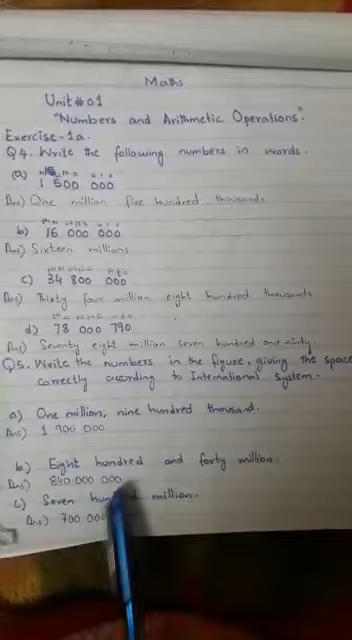 Maths
Unit#01
"Numbers and Arithmetic Operations".
Exercise-1a.
Q4. Write the following numbers in words.
(a) 1 500 000
Ans) One million five hundred thousands
b) 16 000 000
Ans) Sixteen millions
c) 34 800 000
Ans) Thirty four million eight hundred thousands
d) 78 000 790
Ans) Seventy eight million seven hundred and ninty.
Q5. Write the numbers in the figure, giving the space
correctly according to International system.
a) One million, nine hundred thousand.
Ans) 1 900 000
b) Eight hundred and forty million.
Ans) 840 000 000
c) Seven hundred million.
Ans) 700 000